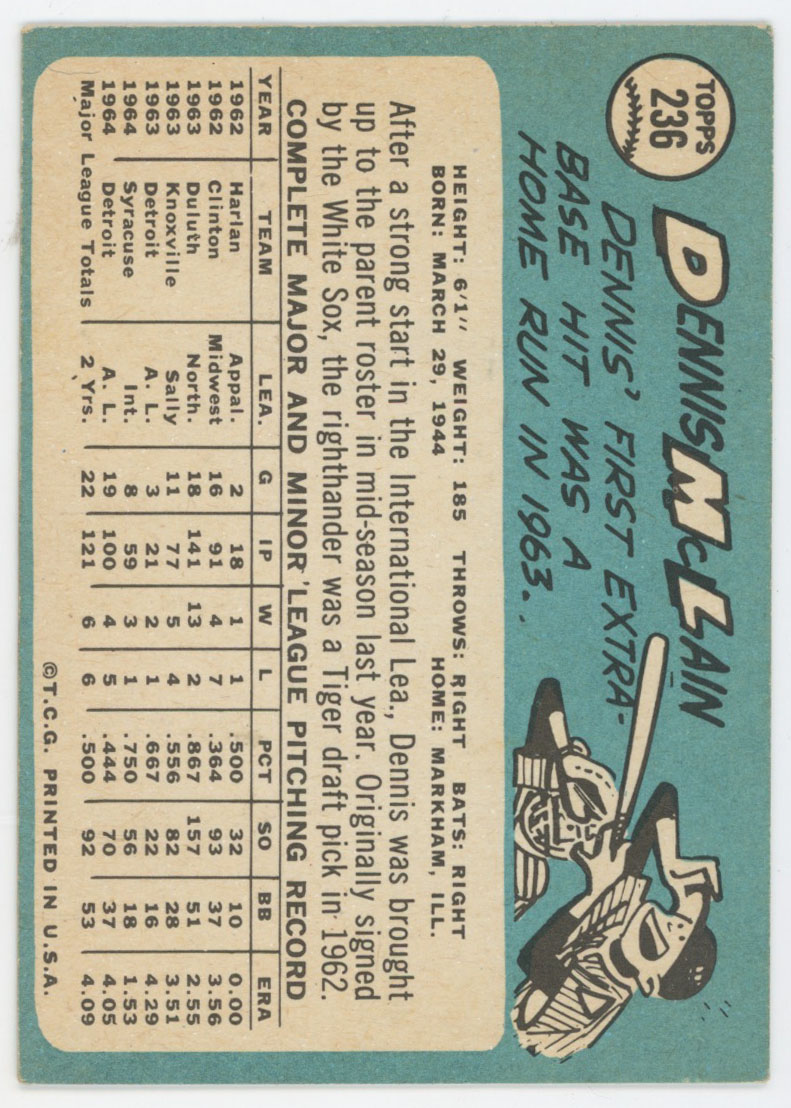 TOPPS
236
DENNIS McLAIN
DENNIS' FIRST EXTRA-
BASE HIT WAS A
HOME RUN IN 1963..
HEIGHT: 6'1" WEIGHT: 185 THROWS: RIGHT BATS: RIGHT
BORN: MARCH 29, 1944 HOME: MARKHAM, ILL.
After a strong start in the International Lea., Dennis was brought
up to the parent roster in mid-season last year. Originally signed
by the White Sox, the righthander was a Tiger draft pick in 1962.
COMPLETE MAJOR AND MINOR LEAGUE PITCHING RECORD
YEAR TEAM LEA. G IP W L PCT SO BB ERA
1962 Harlan Appal. 2 18 1 1 .500 32 10 0.00
1962 Clinton Midwest 16 91 4 7 .364 93 37 3.56
1963 Duluth North. 18 141 13 2 .867 157 51 2.55
1963 Knoxville Sally 11 77 5 4 .556 82 28 3.51
1963 Detroit A. L. 3 21 2 1 .667 22 16 4.29
1964 Syracuse Int. 8 59 3 1 .750 56 18 1.53
1964 Detroit A. L. 19 100 4 5 .444 70 37 4.05
Major League Totals 2 Yrs. 22 121 6 6 .500 92 53 4.09
©T.C.G. PRINTED IN U.S.A.